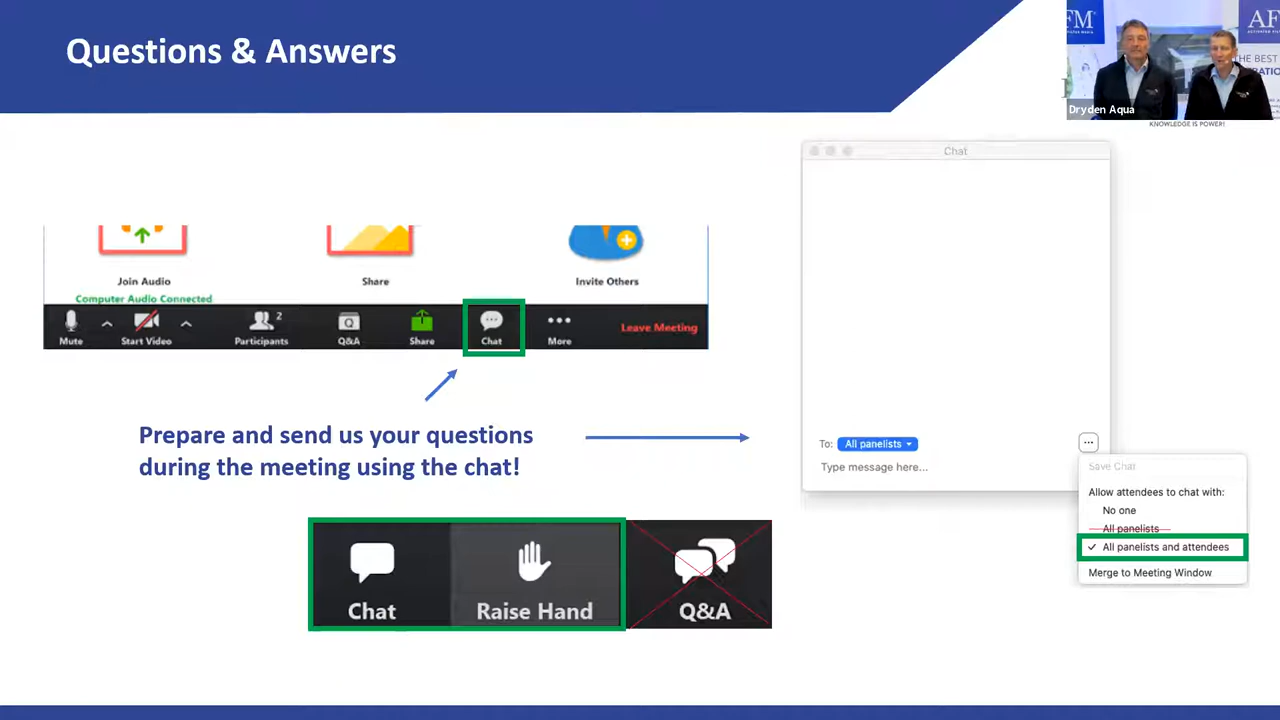 Questions & Answers
FM
AF
THE BEST
Dryden Aqua
KNOWLEDGE IS POWER!
Chat
Join Audio
Share
Invite Others
Computer Audio Connected
2
Mute
Start Video
Participants
Q
Q&A
Share
Chat
More
Leave Meeting
Prepare and send us your questions
during the meeting using the chat!
To: All panelists
Type message here...
Save Chat
Allow attendees to chat with:
No one
All panelists
All panelists and attendees
Merge to Meeting Window
Chat
Raise Hand
Q&A